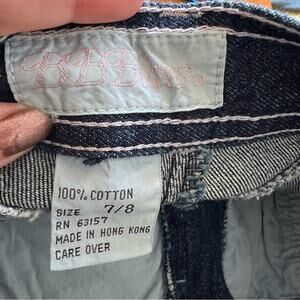 BBBlues
100% COTTON
SIZE 7/8
RN 63157
MADE IN HONG KONG
CARE OVER